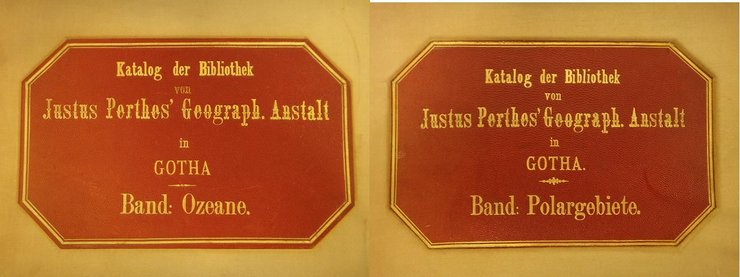 Katalog der Bibliothek
von
Justus Perthes' Geograph. Anstalt
in
GOTHA
Band: Ozeane.
Katalog der Bibliothek
von
Justus Perthes' Geograph. Anstalt
in
GOTHA.
Band: Polargebiete.